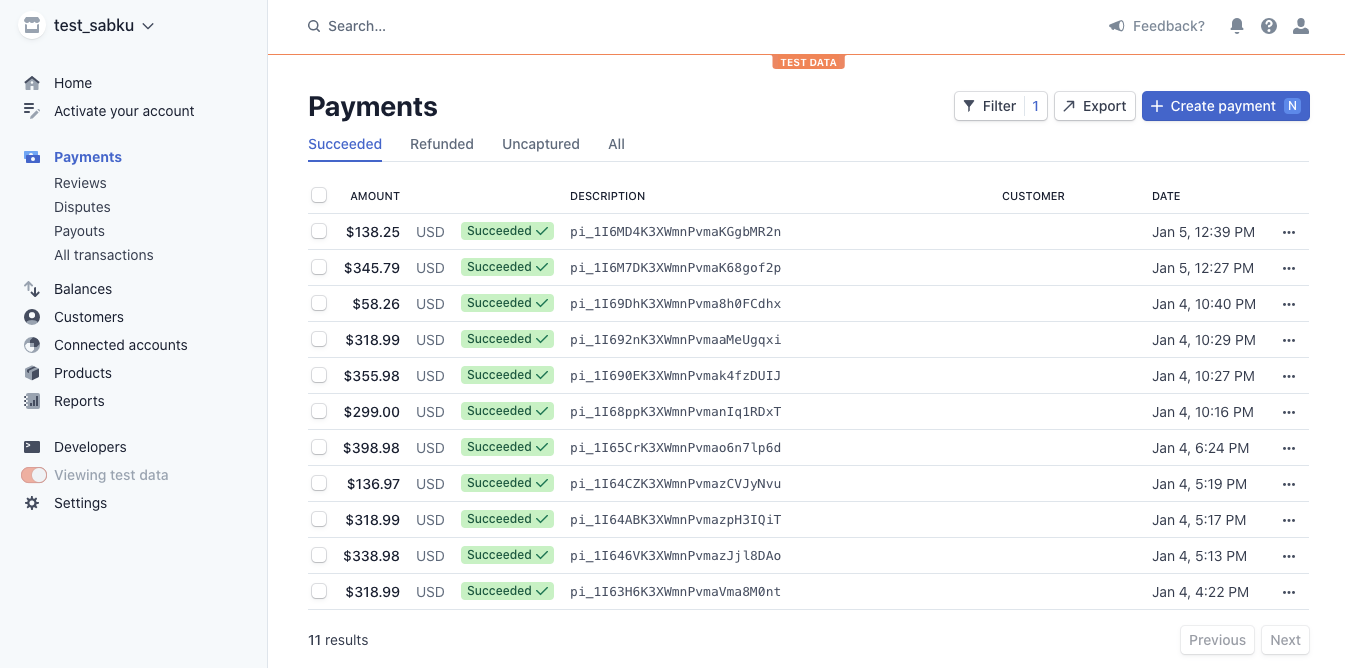 test_sabku
Search...
Feedback?
TEST DATA
Home
Activate your account
Payments
Reviews
Disputes
Payouts
All transactions
Balances
Customers
Connected accounts
Products
Reports
Developers
Viewing test data
Settings
Payments
Filter 1
Export
Create payment N
Succeeded Refunded Uncaptured All
AMOUNT DESCRIPTION CUSTOMER DATE
$138.25 USD Succeeded pi_1I6MD4K3XWmnPvmaKGgbMR2n Jan 5, 12:39 PM
$345.79 USD Succeeded pi_1I6M7DK3XWmnPvmaK68gof2p Jan 5, 12:27 PM
$58.26 USD Succeeded pi_1I69DhK3XWmnPvma8h0FCdhx Jan 4, 10:40 PM
$318.99 USD Succeeded pi_1I692nK3XWmnPvmaaMeUgqxi Jan 4, 10:29 PM
$355.98 USD Succeeded pi_1I690EK3XWmnPvmak4fzDUIJ Jan 4, 10:27 PM
$299.00 USD Succeeded pi_1I68ppK3XWmnPvmanIq1RDxT Jan 4, 10:16 PM
$398.98 USD Succeeded pi_1I65CrK3XWmnPvmao6n7lp6d Jan 4, 6:24 PM
$136.97 USD Succeeded pi_1I64CZK3XWmnPvmazCVJyNvu Jan 4, 5:19 PM
$318.99 USD Succeeded pi_1I64ABK3XWmnPvmazpH3IQiT Jan 4, 5:17 PM
$338.98 USD Succeeded pi_1I646VK3XWmnPvmazJjl8DAo Jan 4, 5:13 PM
$318.99 USD Succeeded pi_1I63H6K3XWmnPvmaVma8M0nt Jan 4, 4:22 PM
11 results
Previous Next